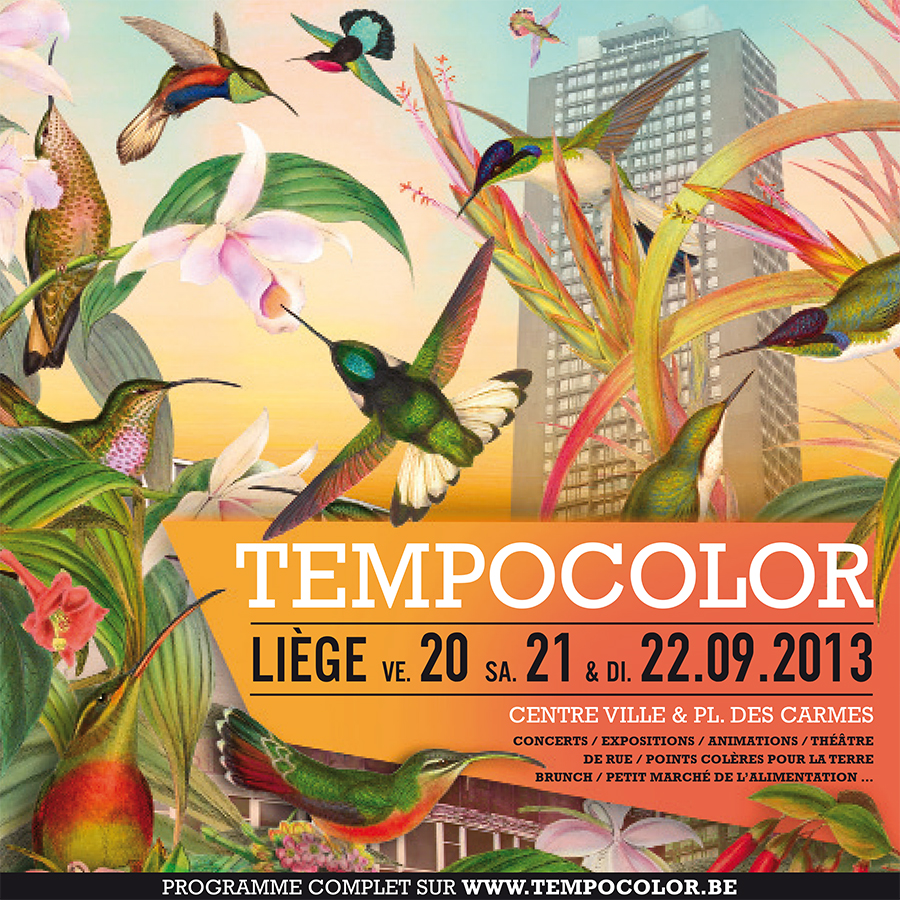 TEMPOCOLOR
LIÈGE VE. 20 SA. 21 & DI. 22.09.2013
CENTRE VILLE & PL. DES CARMES
CONCERTS / EXPOSITIONS / ANIMATIONS / THÉÂTRE
DE RUE / POINTS COLÈRES POUR LA TERRE
BRUNCH / PETIT MARCHÉ DE L'ALIMENTATION ...
PROGRAMME COMPLET SUR WWW.TEMPOCOLOR.BE